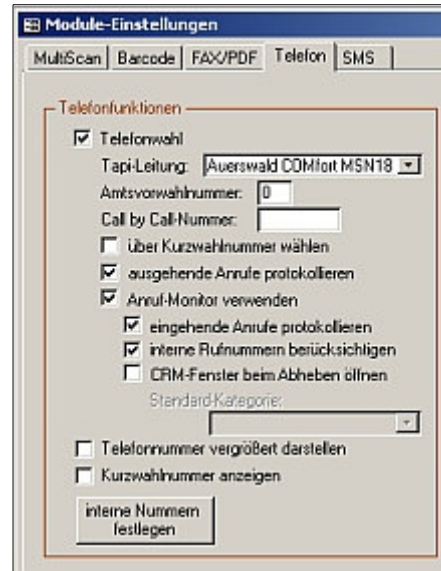 Module-Einstellungen
MultiScan Barcode FAX/PDF Telefon SMS
Telefonfunktionen
Telefonwahl
Tapi-Leitung: Auerswald COMfort MSN18
Amtsvorwahlnummer: 0
Call by Call-Nummer:
über Kurzwahlnummer wählen
ausgehende Anrufe protokollieren
Anruf-Monitor verwenden
eingehende Anrufe protokollieren
interne Rufnummern berücksichtigen
CRM-Fenster beim Abheben öffnen
Standard-Kategorie:
Telefonnummer vergrößert darstellen
Kurzwahlnummer anzeigen
interne Nummern
festlegen